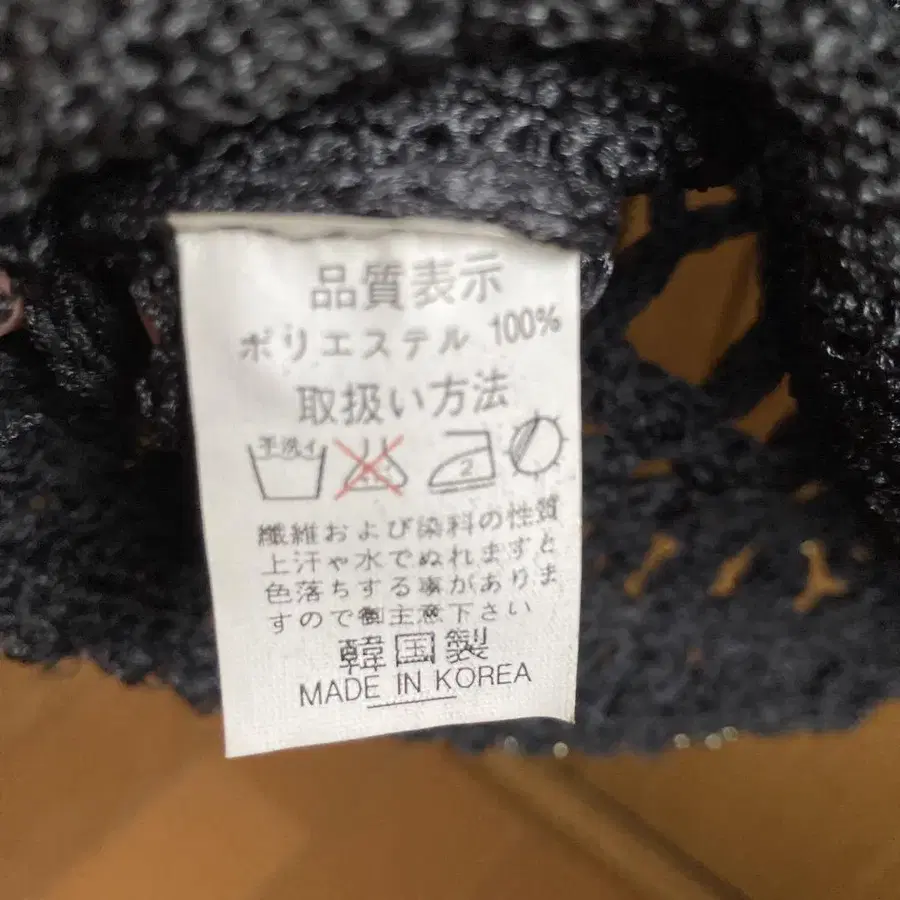 品質表示
ポリエステル 100%
取扱い方法
手洗イ
2
繊維および染料の性質
上汗や水でぬれますと
色落ちする事がありま
すので御主意下さい
韓国製
MADE IN KOREA